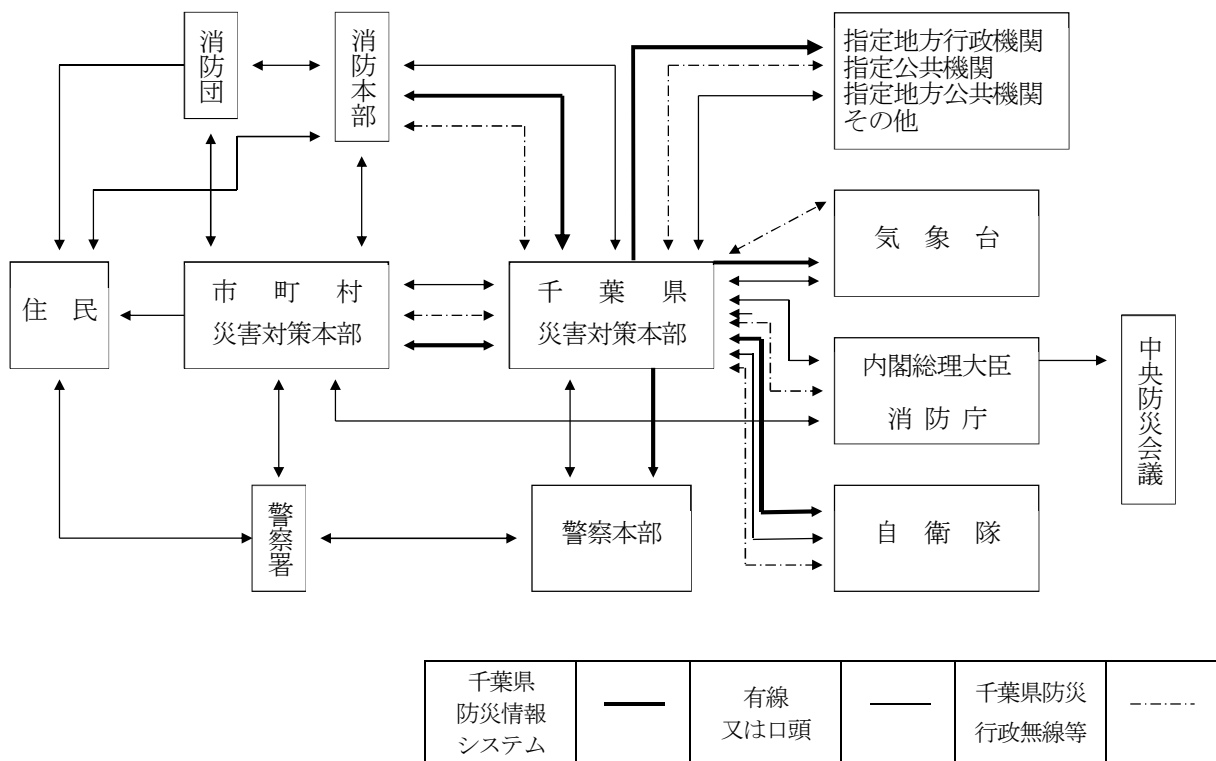 消防団
消防本部
指定地方行政機関
指定公共機関
指定地方公共機関
その他
気象台
住民
市町村
災害対策本部
千葉県
災害対策本部
内閣総理大臣
消防庁
中央防災会議
警察署
警察本部
自衛隊
千葉県
防災情報
システム
有線
又は口頭
千葉県防災
行政無線等